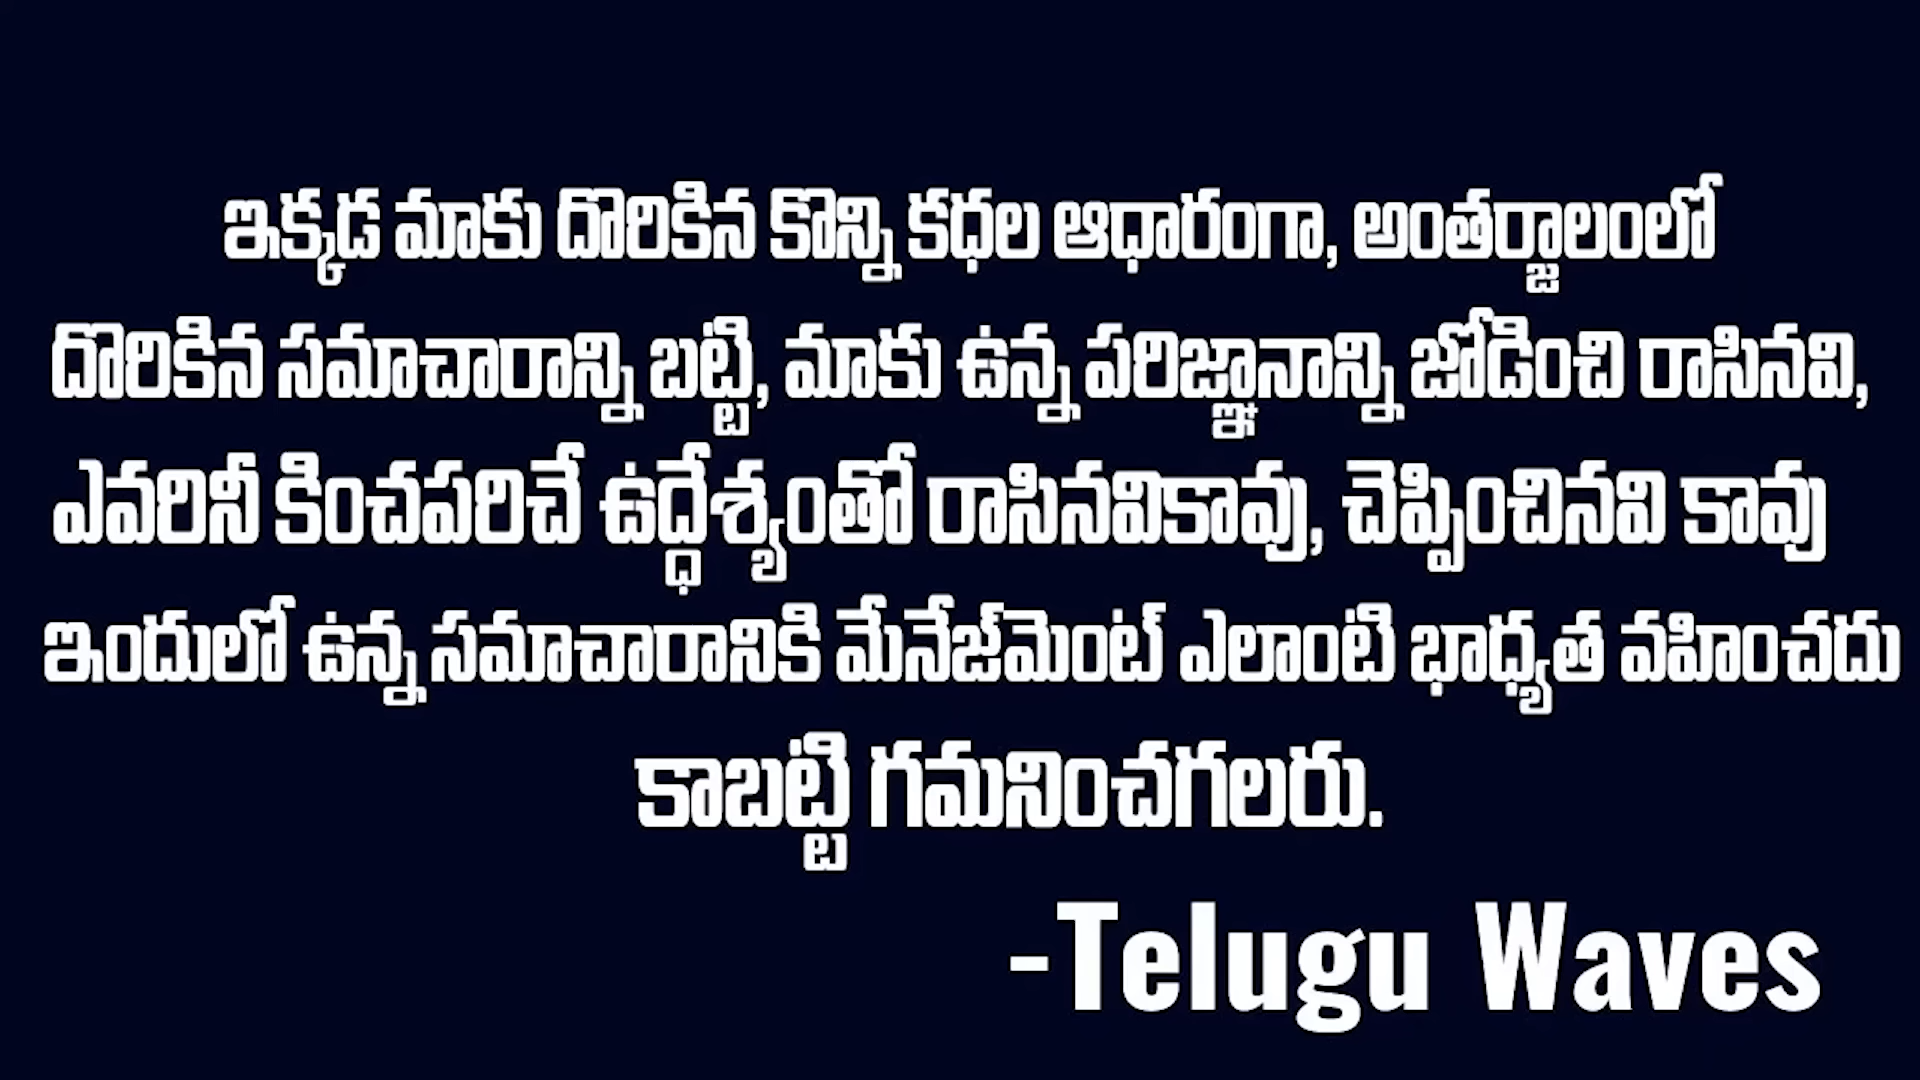 ఇక్కడ మాకు దొరికిన కొన్ని కధల ఆధారంగా, అంతర్జాలంలో
దొరికిన సమాచారాన్ని బట్టి, మాకు ఉన్న పరిజ్ఞానాన్ని జోడించి రాసినవి,
ఎవరినీ కించపరిచే ఉద్ధేశ్యంతో రాసినవికావు, చెప్పించినవి కావు
ఇందులో ఉన్న సమాచారానికి మేనేజ్‌మెంట్ ఎలాంటి భాధ్యత వహించదు
కాబట్టి గమనించగలరు.
-Telugu Waves